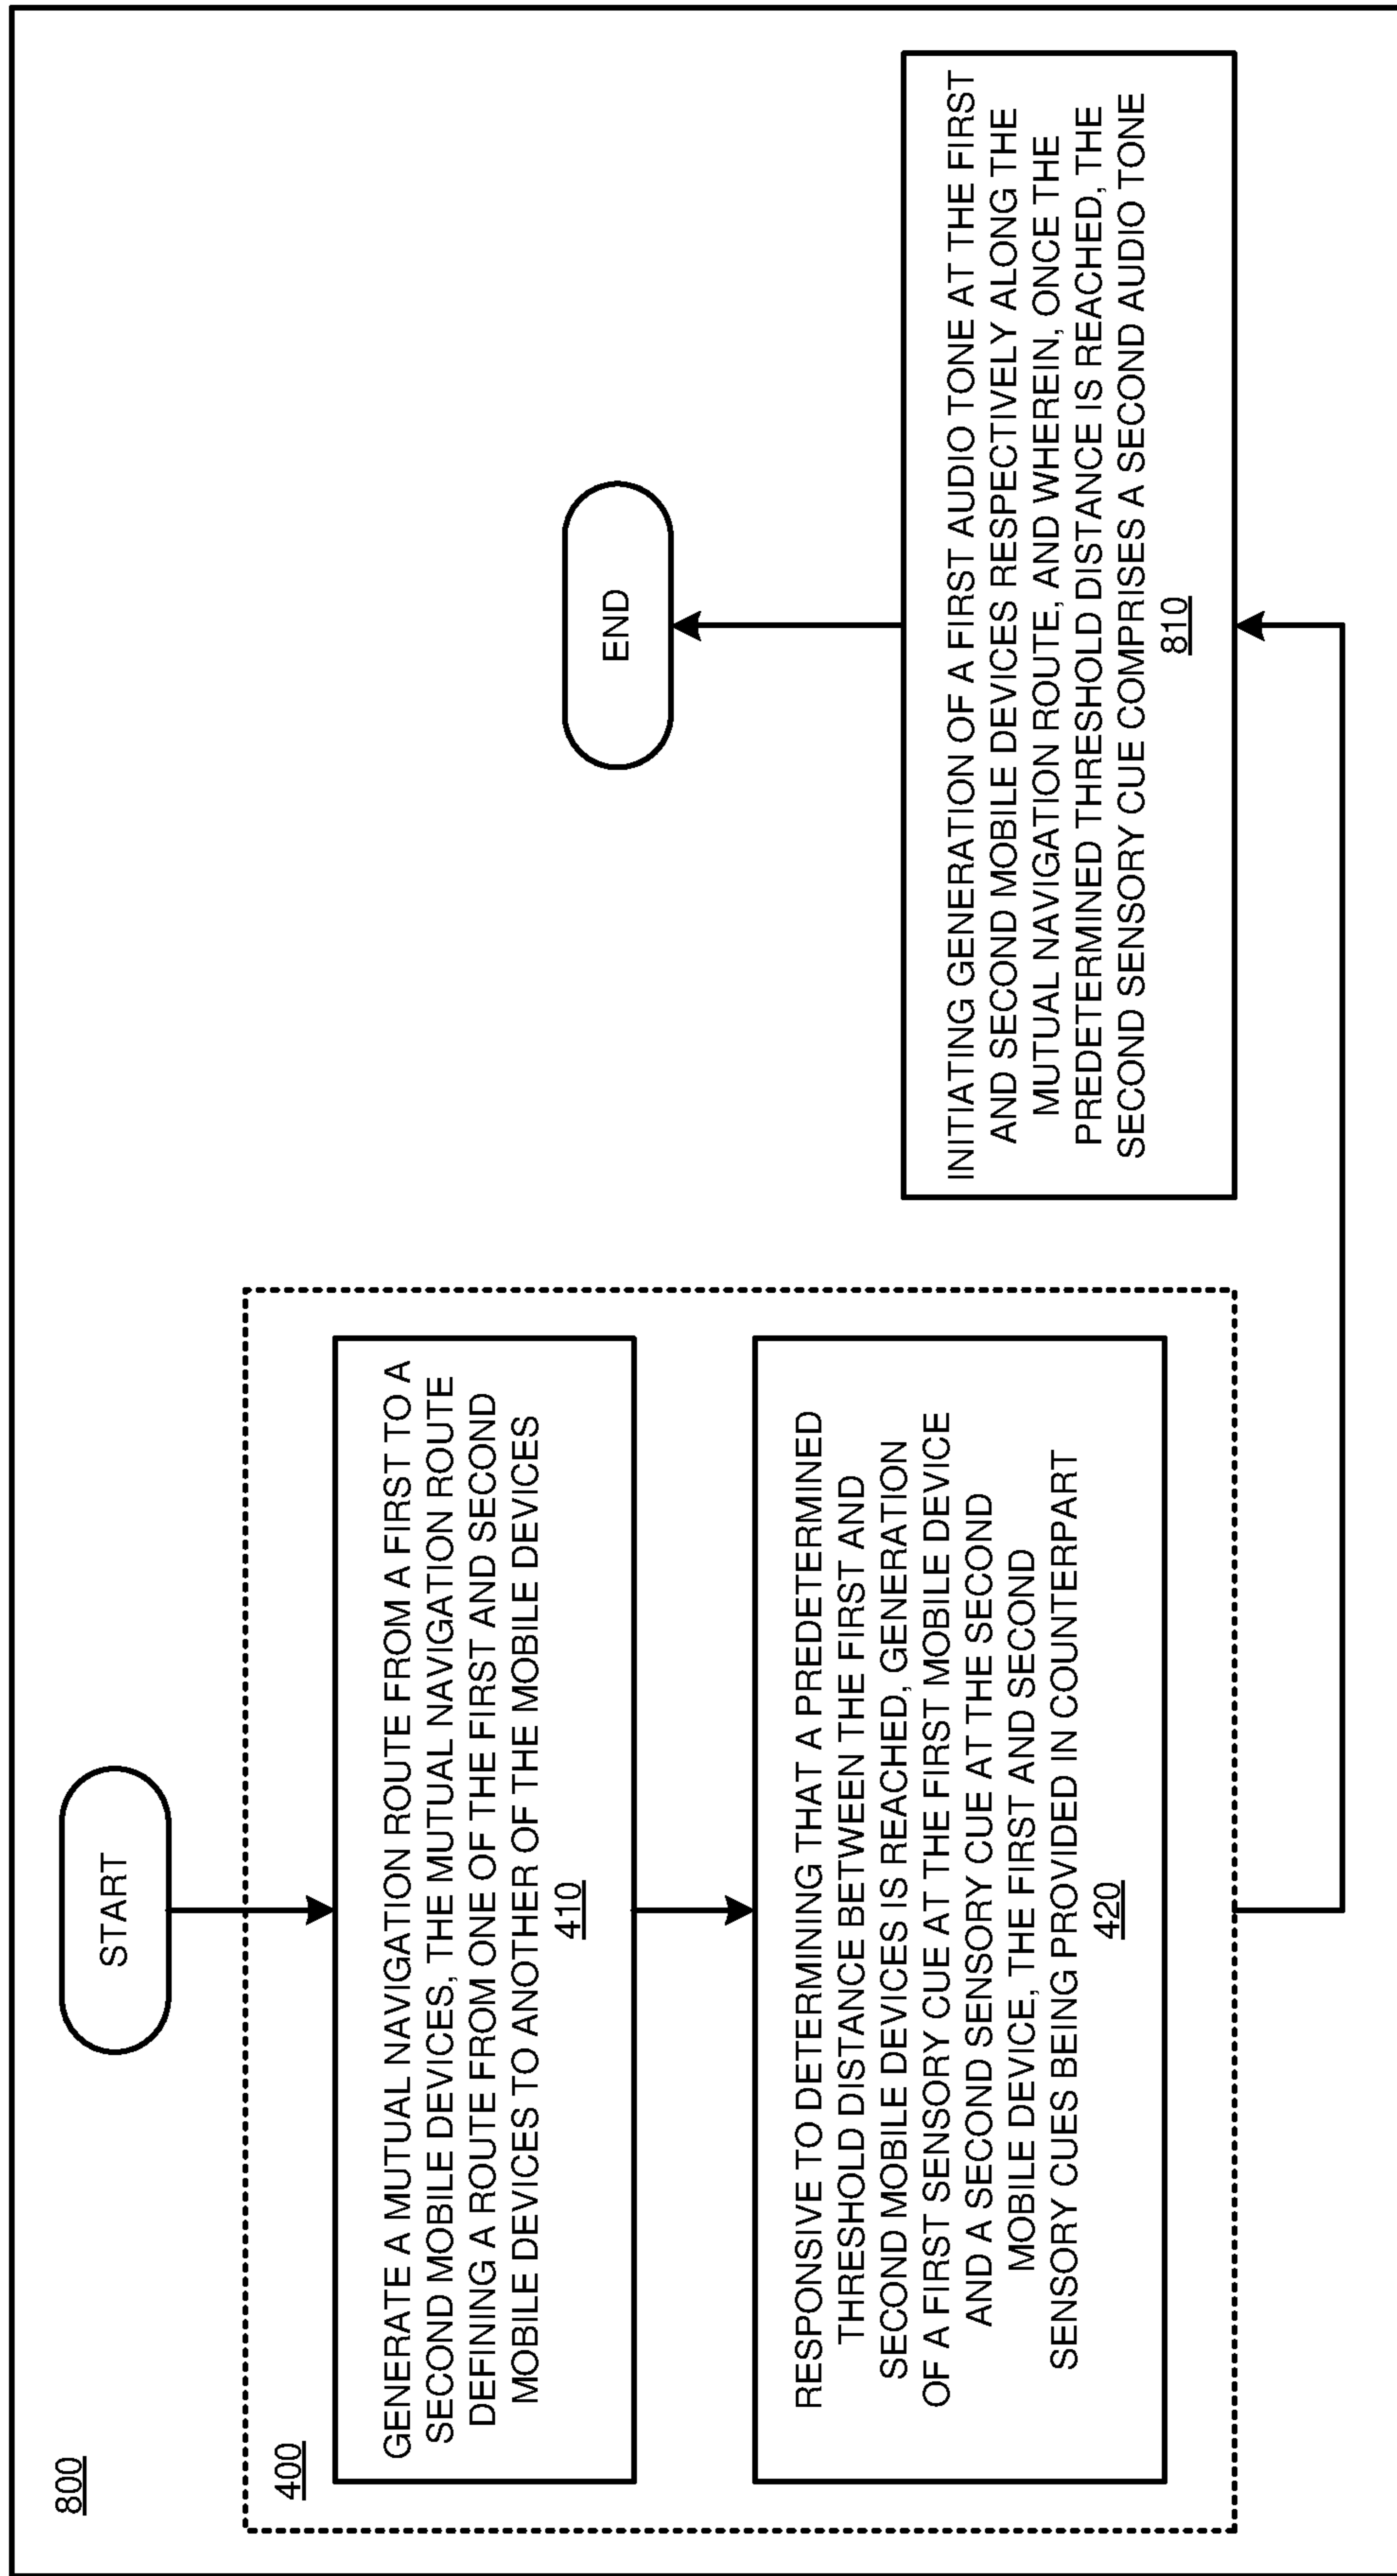 800
START
400
GENERATE A MUTUAL NAVIGATION ROUTE FROM A FIRST TO A
SECOND MOBILE DEVICES, THE MUTUAL NAVIGATION ROUTE
DEFINING A ROUTE FROM ONE OF THE FIRST AND SECOND
MOBILE DEVICES TO ANOTHER OF THE MOBILE DEVICES
410
RESPONSIVE TO DETERMINING THAT A PREDETERMINED
THRESHOLD DISTANCE BETWEEN THE FIRST AND
SECOND MOBILE DEVICES IS REACHED, GENERATION
OF A FIRST SENSORY CUE AT THE FIRST MOBILE DEVICE
AND A SECOND SENSORY CUE AT THE SECOND
MOBILE DEVICE, THE FIRST AND SECOND
SENSORY CUES BEING PROVIDED IN COUNTERPART
420
INITIATING GENERATION OF A FIRST AUDIO TONE AT THE FIRST
AND SECOND MOBILE DEVICES RESPECTIVELY ALONG THE
MUTUAL NAVIGATION ROUTE, AND WHEREIN, ONCE THE
PREDETERMINED THRESHOLD DISTANCE IS REACHED, THE
SECOND SENSORY CUE COMPRISES A SECOND AUDIO TONE
810
END